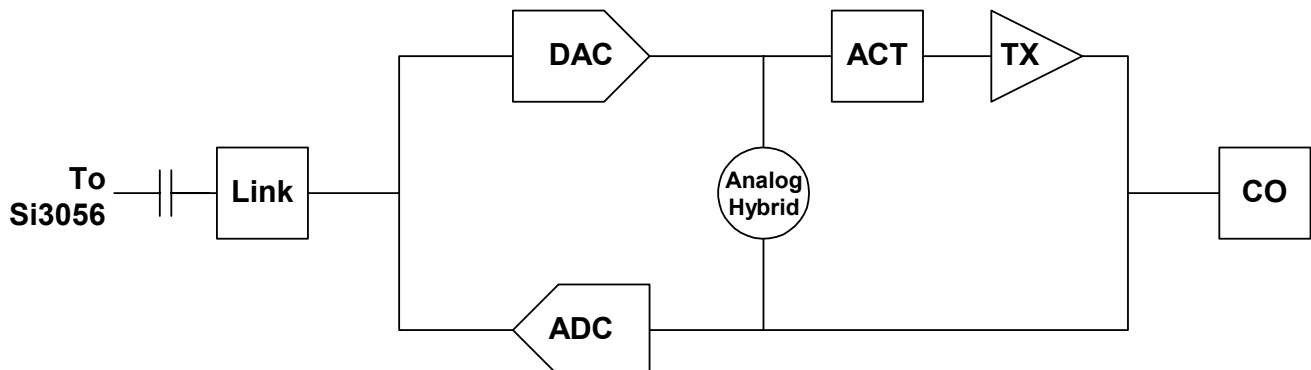 DAC
ACT
TX
To
Si3056
Link
Analog
Hybrid
CO
ADC